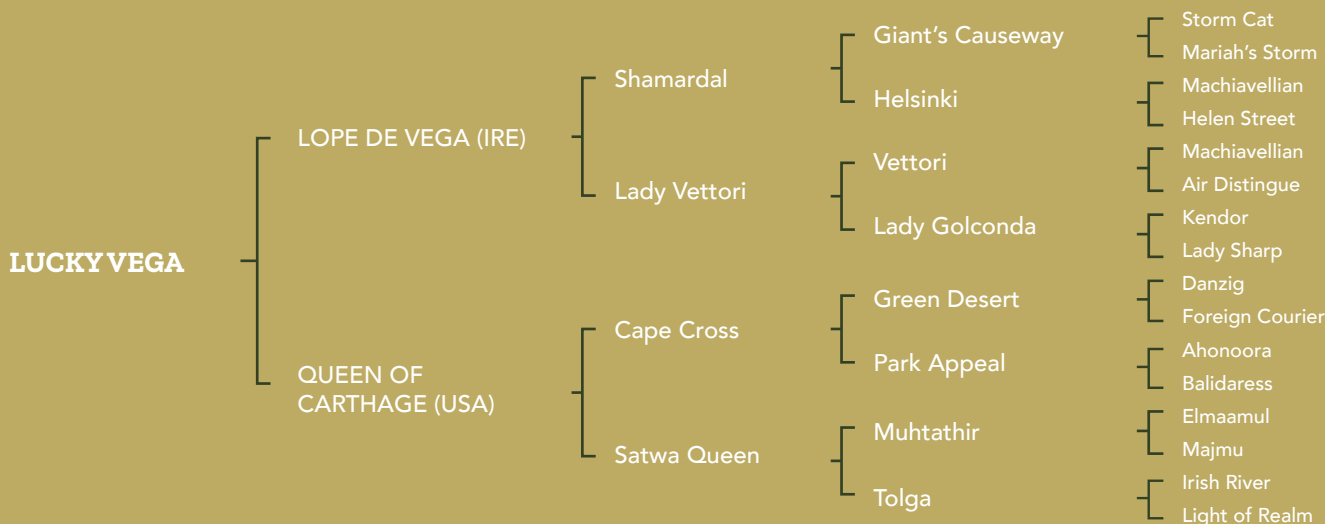 LUCKY VEGA
LOPE DE VEGA (IRE)
QUEEN OF
CARTHAGE (USA)
Shamardal
Lady Vettori
Cape Cross
Satwa Queen
Giant's Causeway
Helsinki
Vettori
Lady Golconda
Green Desert
Park Appeal
Muhtathir
Tolga
Storm Cat
Mariah's Storm
Machiavellian
Helen Street
Machiavellian
Air Distingue
Kendor
Lady Sharp
Danzig
Foreign Courier
Ahonoora
Balidaress
Elmaamul
Majmu
Irish River
Light of Realm